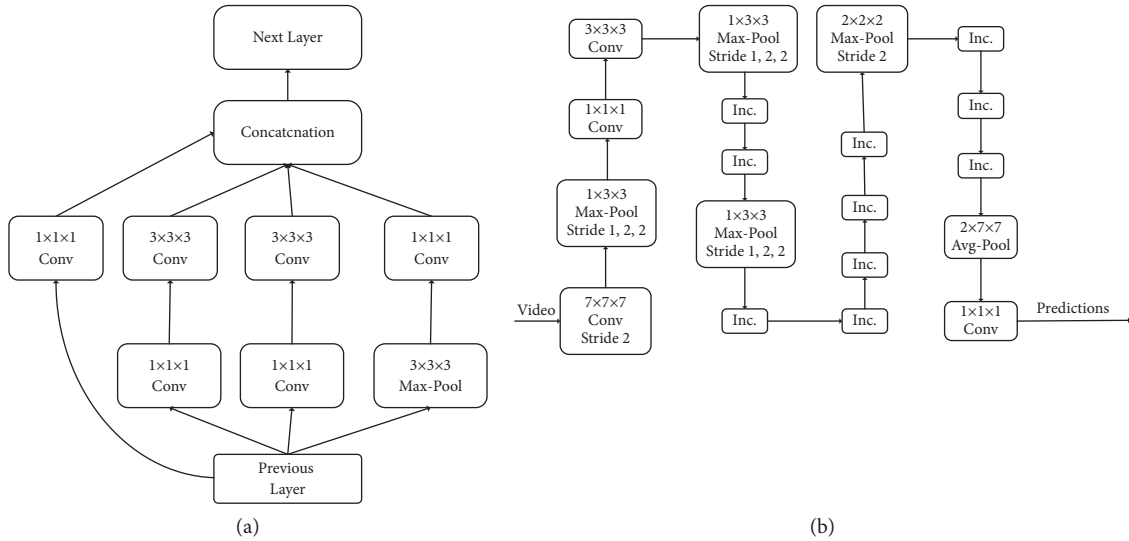 Next Layer
Concatcnation
1×1×1
Conv
3×3×3
Conv
3×3×3
Conv
1×1×1
Conv
1×1×1
Conv
1×1×1
Conv
3×3×3
Max-Pool
Previous
Layer
(a)
Video
7×7×7
Conv
Stride 2
1×3×3
Max-Pool
Stride 1, 2, 2
1×1×1
Conv
3×3×3
Conv
1×3×3
Max-Pool
Stride 1, 2, 2
Inc.
Inc.
1×3×3
Max-Pool
Stride 1, 2, 2
Inc.
Inc.
Inc.
Inc.
Inc.
2×2×2
Max-Pool
Stride 2
Inc.
Inc.
Inc.
2×7×7
Avg-Pool
1×1×1
Conv
Predictions
(b)